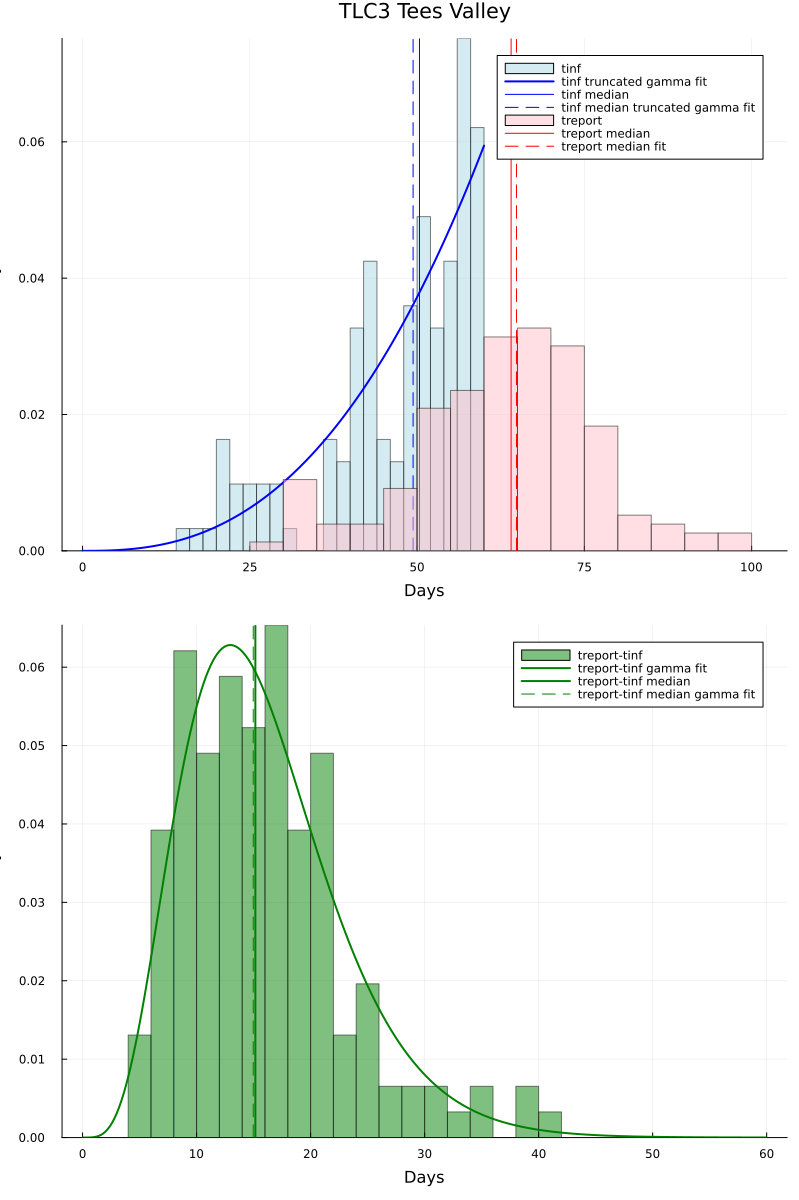 TLC3 Tees Valley
tinf
tinf truncated gamma fit
tinf median
tinf median truncated gamma fit
treport
treport median
treport median fit
0.06
0.04
0.02
0.00
0 25 50 75 100
Days
treport-tinf
treport-tinf gamma fit
treport-tinf median
treport-tinf median gamma fit
0.06
0.05
0.04
0.03
0.02
0.01
0.00
0 10 20 30 40 50 60
Days